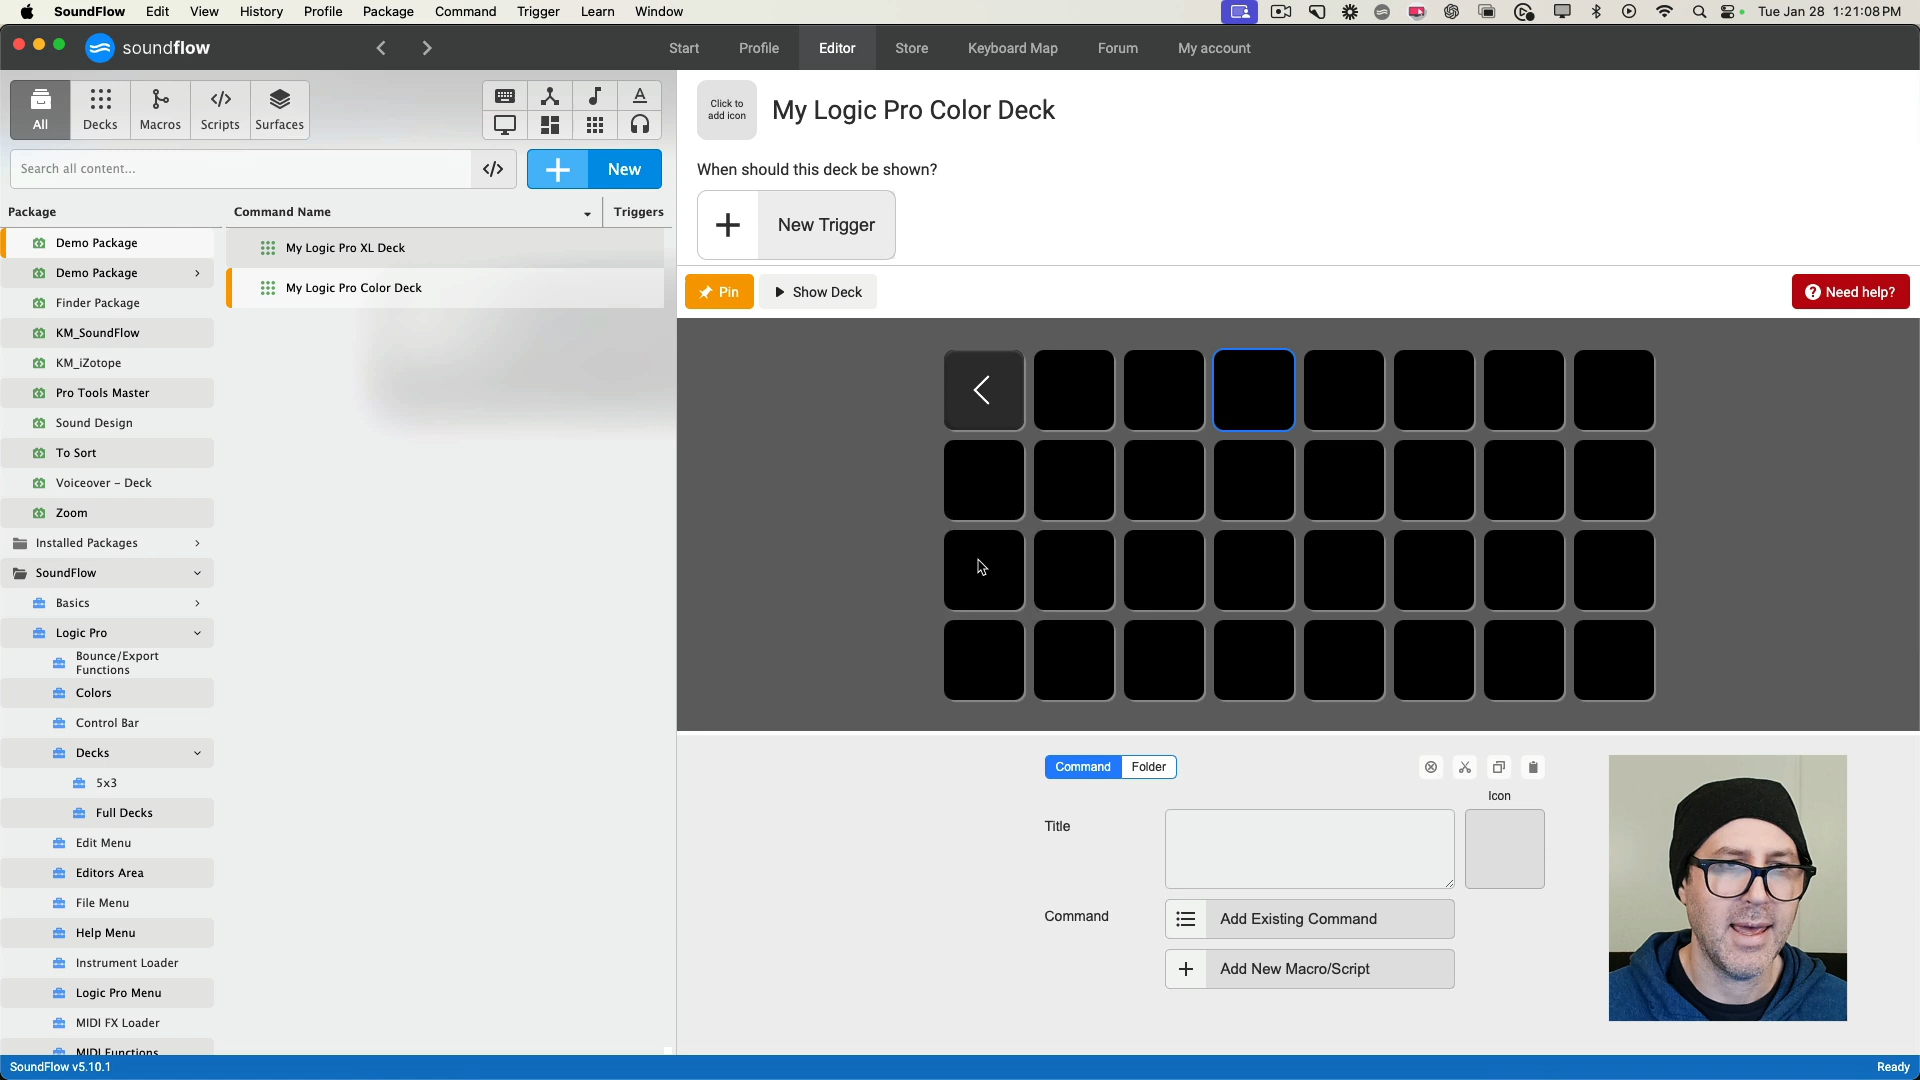 SoundFlow Edit View History Profile Package Command Trigger Learn Window
Tue Jan 28 1:21:08 PM
soundflow
Start Profile Editor Store Keyboard Map Forum My account
All Decks Macros Scripts Surfaces
Search all content...
New
Package
Command Name
Triggers
Demo Package
Demo Package
Finder Package
KM_SoundFlow
KM_iZotope
Pro Tools Master
Sound Design
To Sort
Voiceover – Deck
Zoom
Installed Packages
SoundFlow
Basics
Logic Pro
Bounce/Export
Functions
Colors
Control Bar
Decks
5x3
Full Decks
Edit Menu
Editors Area
File Menu
Help Menu
Instrument Loader
Logic Pro Menu
MIDI FX Loader
MIDI Functions
My Logic Pro XL Deck
My Logic Pro Color Deck
Click to
add icon
My Logic Pro Color Deck
When should this deck be shown?
New Trigger
Pin
Show Deck
Need help?
Command Folder
Icon
Title
Command
Add Existing Command
Add New Macro/Script
SoundFlow v5.10.1
Ready